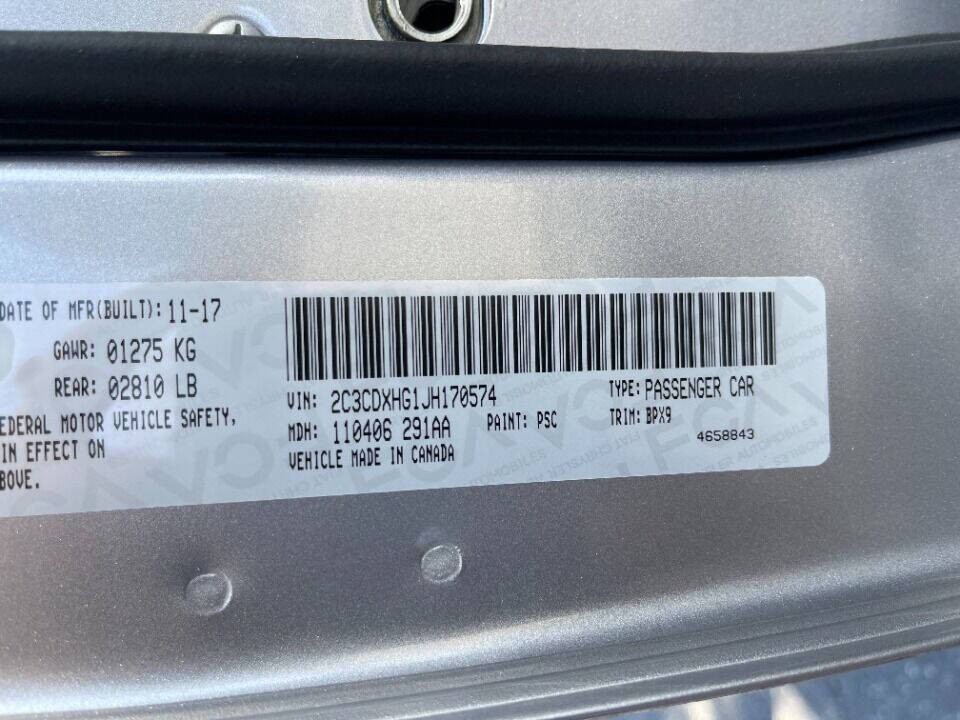 DATE OF MFR(BUILT): 11-17
GAWR: 01275 KG
REAR: 02810 LB
EDERAL MOTOR VEHICLE SAFETY,
IN EFFECT ON
BOVE.
VIN: 2C3CDXHG1JH170574
TYPE: PASSENGER CAR
MDH: 110406 291AA
PAINT: PSC
TRIM: BPX9
VEHICLE MADE IN CANADA
4658843